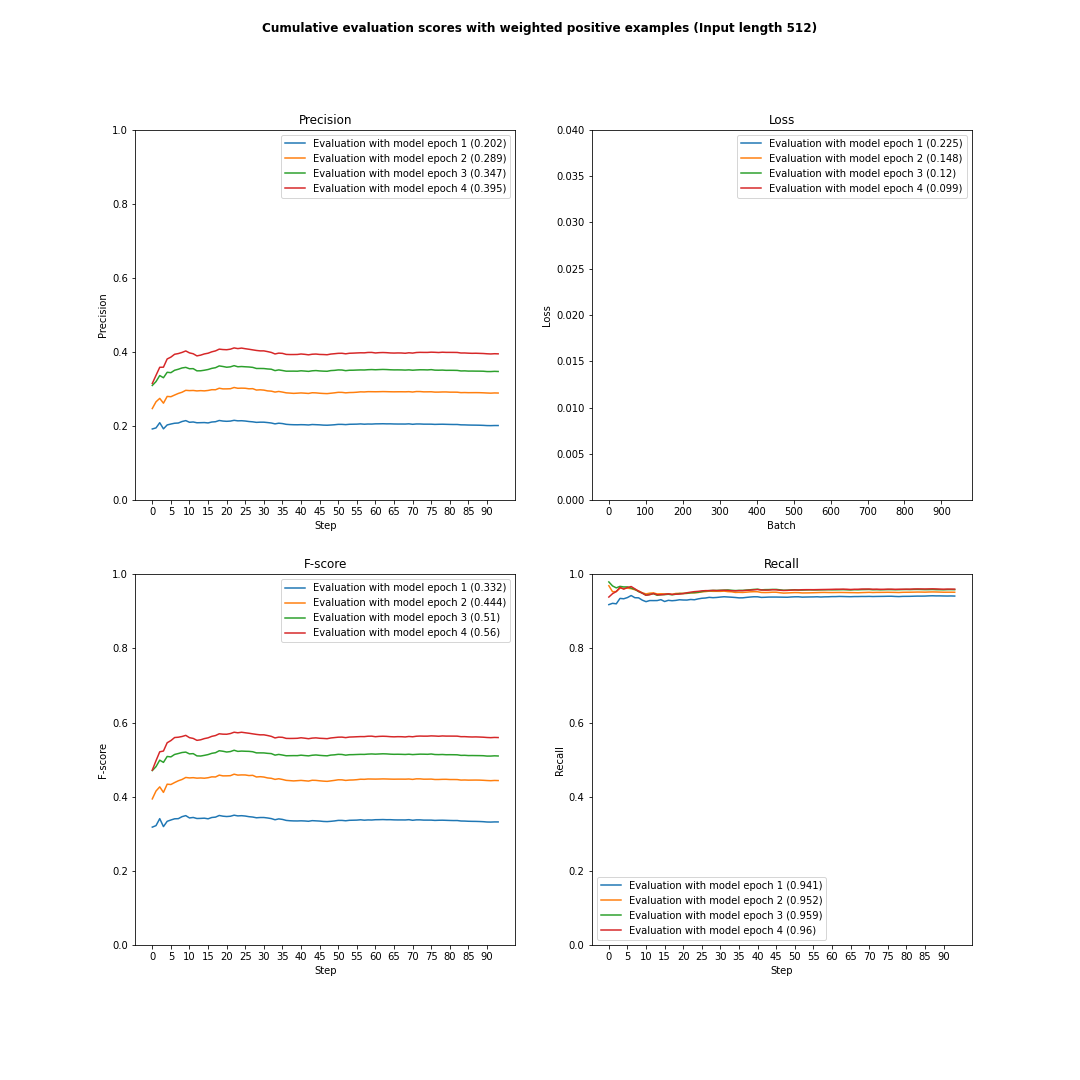 Cumulative evaluation scores with weighted positive examples (Input length 512)
Precision
1.0
0.8
0.6
0.4
0.2
0.0
Precision
Evaluation with model epoch 1 (0.202)
Evaluation with model epoch 2 (0.289)
Evaluation with model epoch 3 (0.347)
Evaluation with model epoch 4 (0.395)
0 5 10 15 20 25 30 35 40 45 50 55 60 65 70 75 80 85 90
Step
Loss
0.040
0.035
0.030
0.025
0.020
0.015
0.010
0.005
0.000
Loss
Evaluation with model epoch 1 (0.225)
Evaluation with model epoch 2 (0.148)
Evaluation with model epoch 3 (0.12)
Evaluation with model epoch 4 (0.099)
0 100 200 300 400 500 600 700 800 900
Batch
F-score
1.0
0.8
0.6
0.4
0.2
0.0
F-score
Evaluation with model epoch 1 (0.332)
Evaluation with model epoch 2 (0.444)
Evaluation with model epoch 3 (0.51)
Evaluation with model epoch 4 (0.56)
0 5 10 15 20 25 30 35 40 45 50 55 60 65 70 75 80 85 90
Step
Recall
1.0
0.8
0.6
0.4
0.2
0.0
Recall
Evaluation with model epoch 1 (0.941)
Evaluation with model epoch 2 (0.952)
Evaluation with model epoch 3 (0.959)
Evaluation with model epoch 4 (0.96)
0 5 10 15 20 25 30 35 40 45 50 55 60 65 70 75 80 85 90
Step